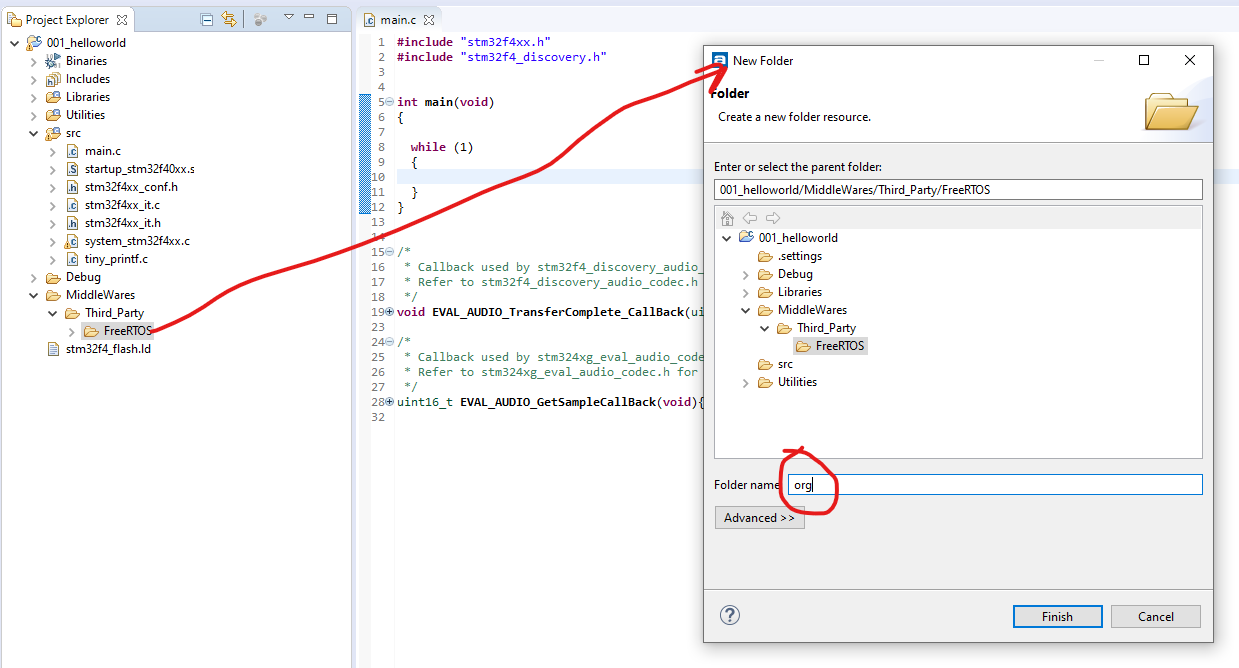 Project Explorer
001_helloworld
Binaries
Includes
Libraries
Utilities
src
main.c
startup_stm32f40xx.s
stm32f4xx_conf.h
stm32f4xx_it.c
stm32f4xx_it.h
system_stm32f4xx.c
tiny_printf.c
Debug
MiddleWares
Third_Party
FreeRTOS
stm32f4_flash.ld
main.c
1 #include "stm32f4xx.h"
2 #include "stm32f4_discovery.h"
3
4
5 int main(void)
6 {
7
8 while (1)
9 {
10
11 }
12 }
13
14
15 /*
16 * Callback used by stm32f4_discovery_audio_
17 * Refer to stm32f4_discovery_audio_codec.h
18 */
19 void EVAL_AUDIO_TransferComplete_CallBack(ui
23
24 /*
25 * Callback used by stm324xg_eval_audio_code
26 * Refer to stm324xg_eval_audio_codec.h for
27 */
28 uint16_t EVAL_AUDIO_GetSampleCallBack(void){
32
New Folder
Folder
Create a new folder resource.
Enter or select the parent folder:
001_helloworld/MiddleWares/Third_Party/FreeRTOS
001_helloworld
.settings
Debug
Libraries
MiddleWares
Third_Party
FreeRTOS
src
Utilities
Folder name: org
Advanced >>
?
Finish
Cancel